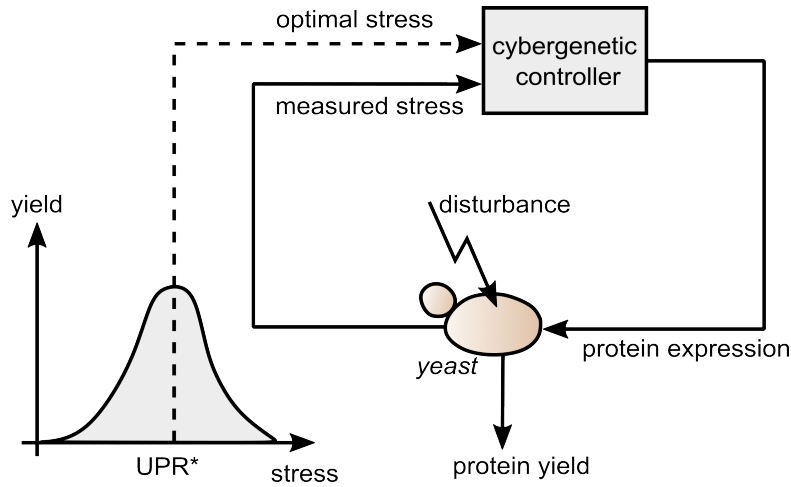 optimal stress
cybergenetic
controller
measured stress
yield
disturbance
yeast
protein expression
UPR*
stress
protein yield